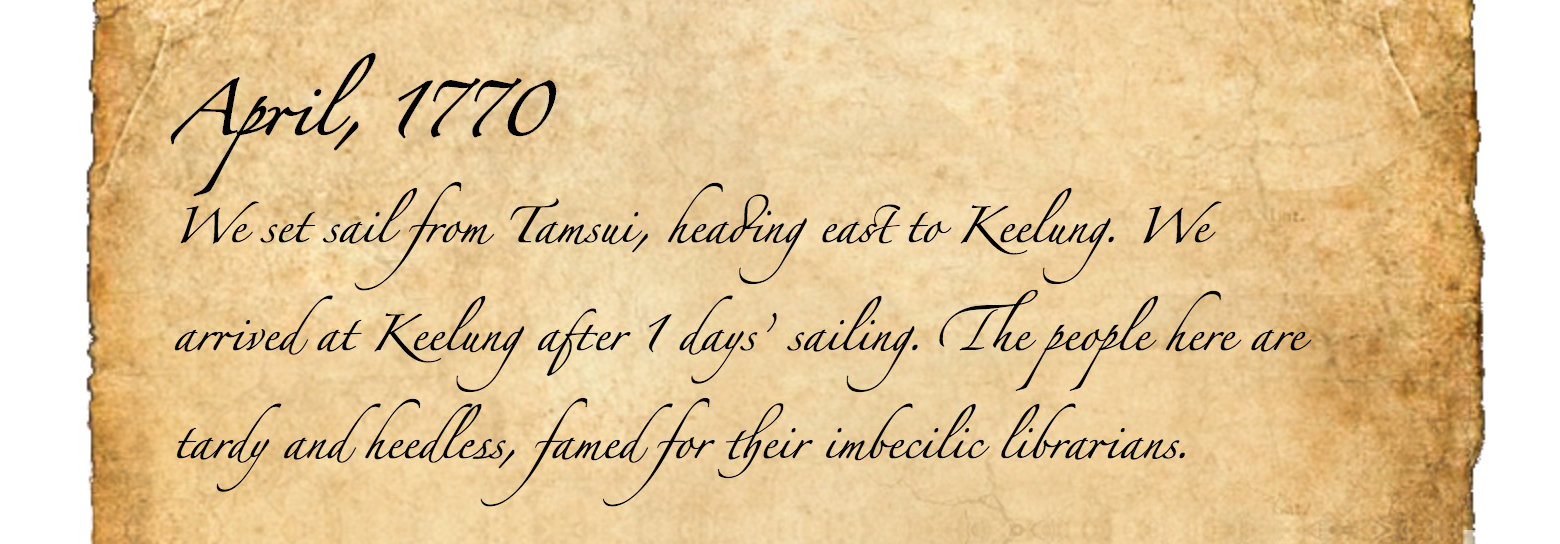 April, 1770
We set sail from Tamsui, heading east to Keelung. We
arrived at Keelung after 1 days' sailing. The people here are
tardy and heedless, famed for their imbecilic librarians.